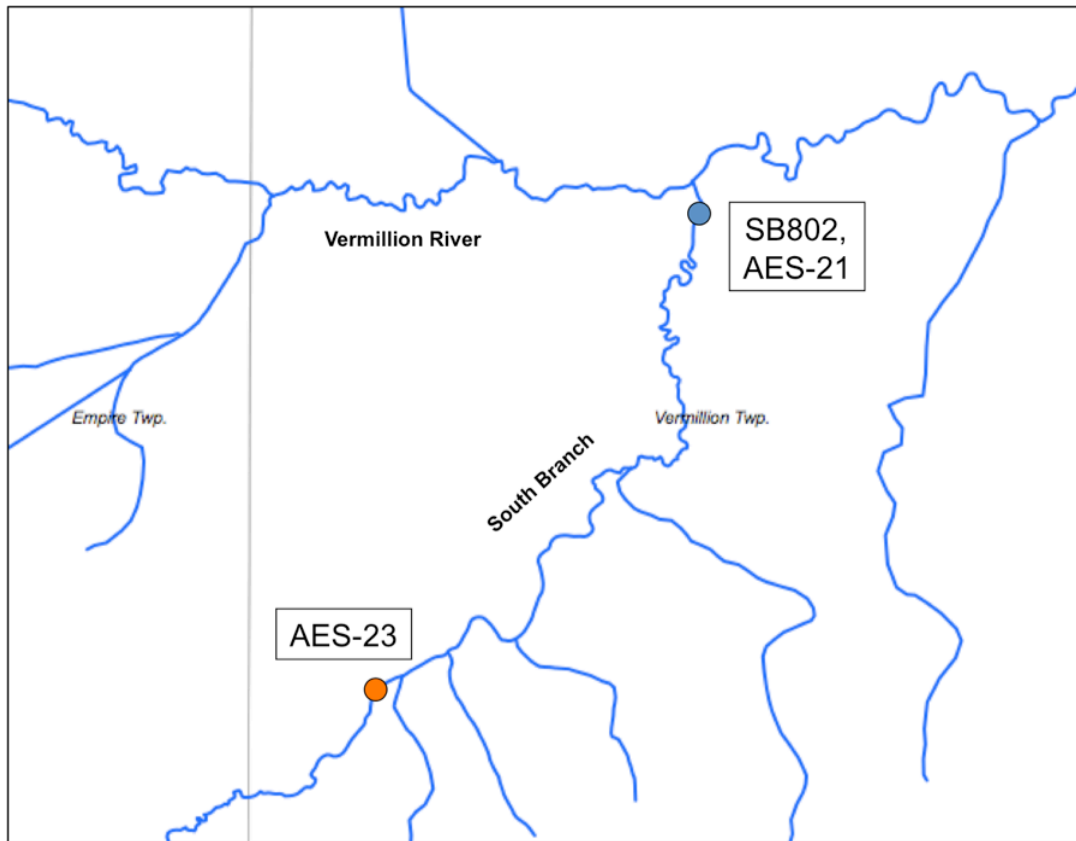 Vermillion River
SB802,
AES-21
Empire Twp.
Vermillion Twp.
South Branch
AES-23